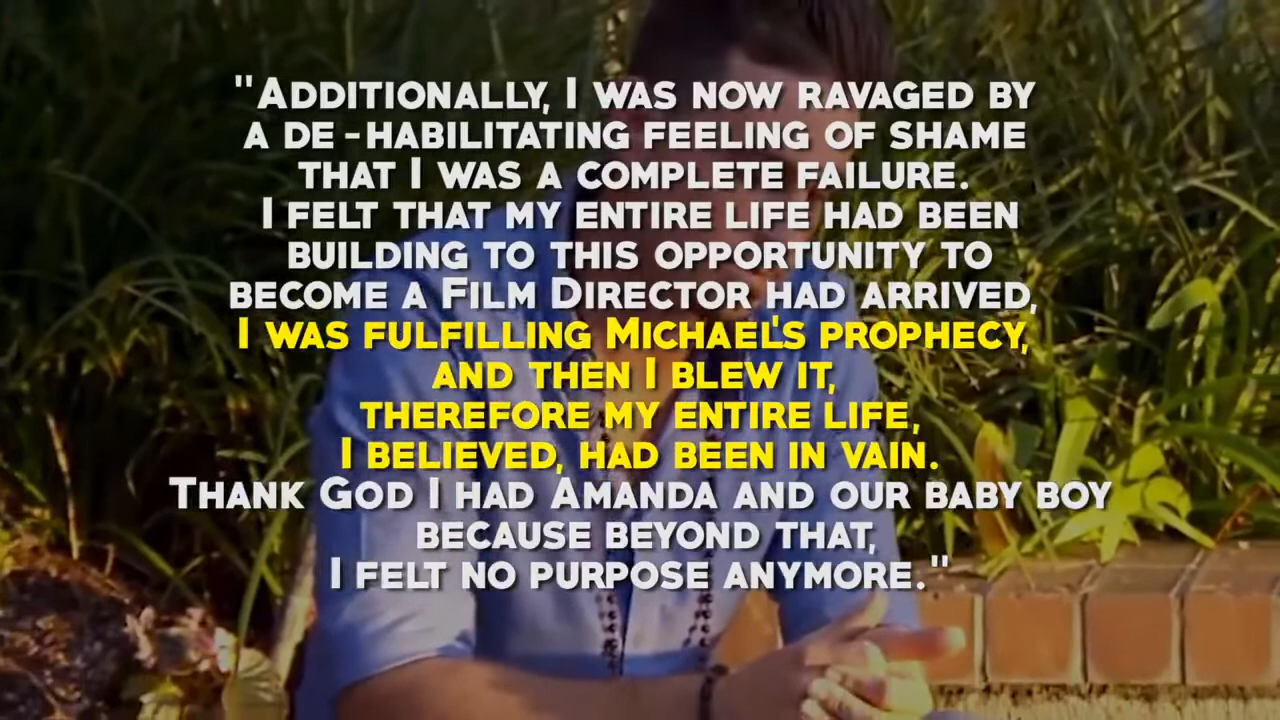 "Additionally, I was now ravaged by
a de-habilitating feeling of shame
that I was a complete failure.
I felt that my entire life had been
building to this opportunity to
become a Film Director had arrived,
I was fulfilling Michael's prophecy,
and then I blew it,
therefore my entire life,
I believed, had been in vain.
Thank God I had Amanda and our baby boy
because beyond that,
I felt no purpose anymore."